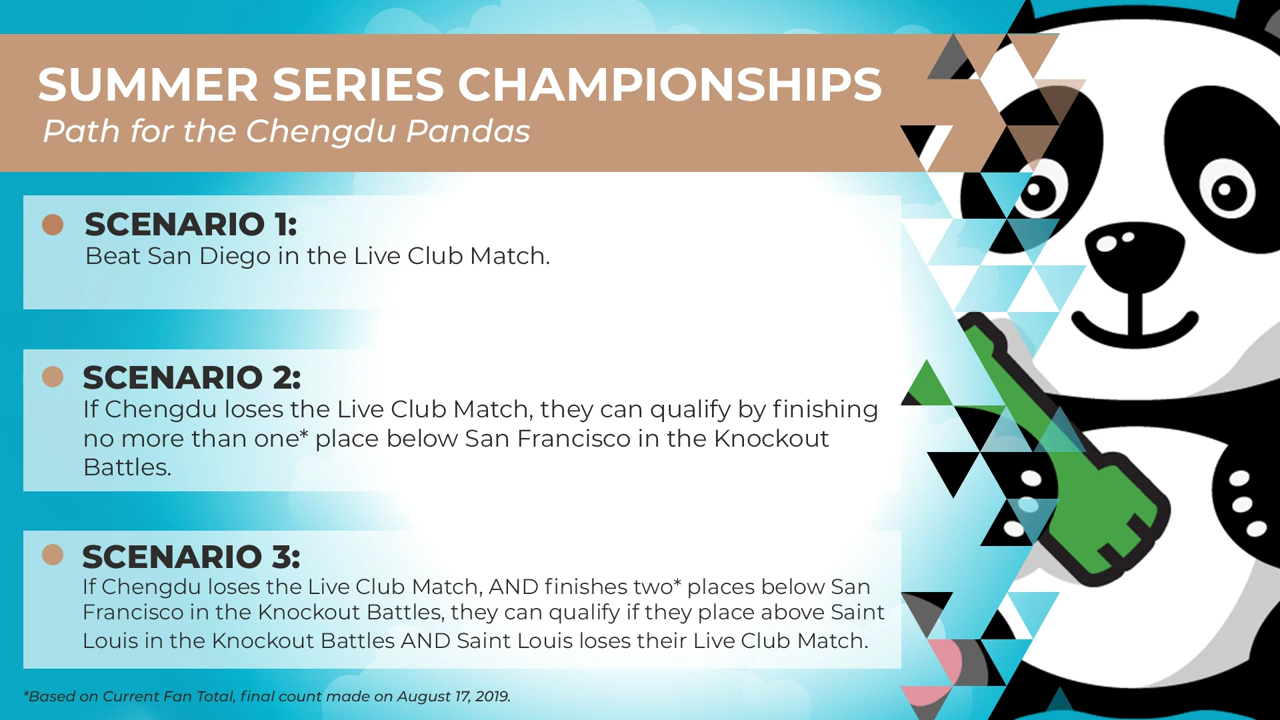 SUMMER SERIES CHAMPIONSHIPS
Path for the Chengdu Pandas
SCENARIO 1:
Beat San Diego in the Live Club Match.
SCENARIO 2:
If Chengdu loses the Live Club Match, they can qualify by finishing
no more than one* place below San Francisco in the Knockout
Battles.
SCENARIO 3:
If Chengdu loses the Live Club Match, AND finishes two* places below San
Francisco in the Knockout Battles, they can qualify if they place above Saint
Louis in the Knockout Battles AND Saint Louis loses their Live Club Match.
*Based on Current Fan Total, final count made on August 17, 2019.